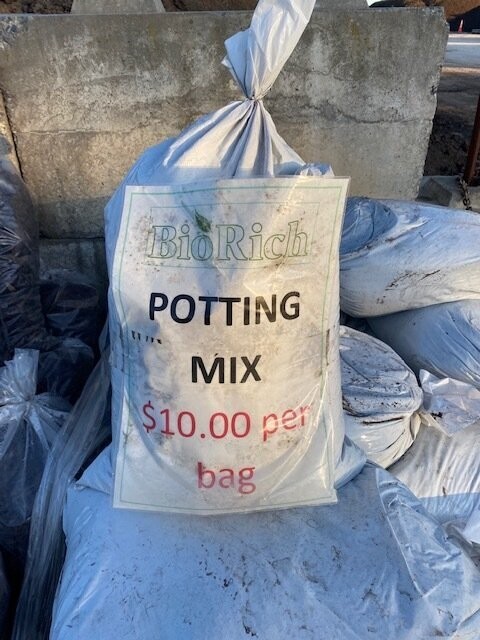 BioRich
POTTING
MIX
$10.00 per
bag